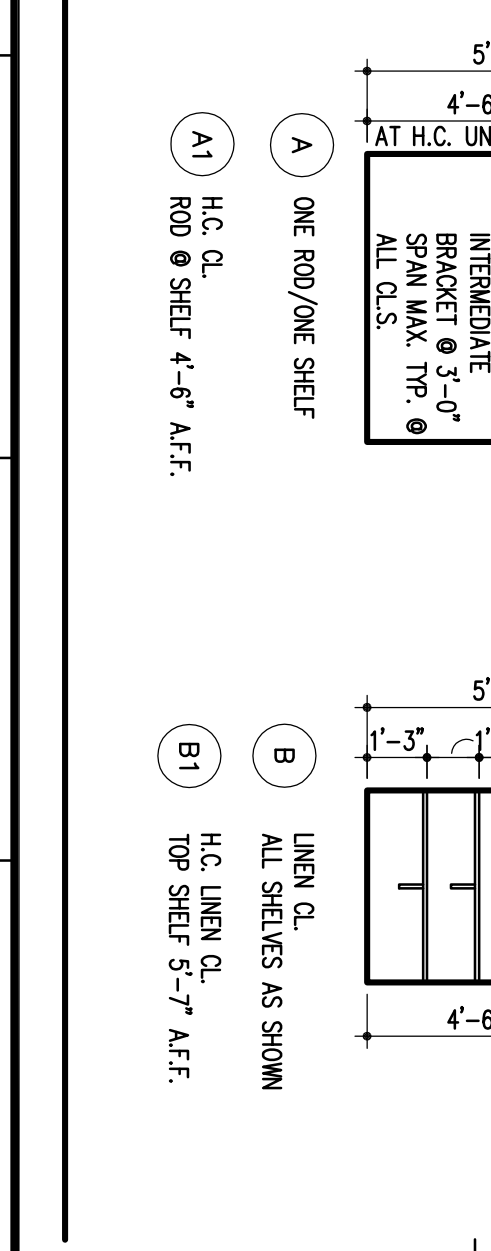 5'
4'-6
AT H.C. UN
INTERMEDIATE
BRACKET @ 3'-0"
SPAN MAX. TYP. @
ALL CL.S.
A
ONE ROD/ONE SHELF
A1
H.C. CL.
ROD @ SHELF 4'-6" A.F.F.
5'
1'-3"
1'
4'-6
B
LINEN CL.
ALL SHELVES AS SHOWN
B1
H.C. LINEN CL.
TOP SHELF 5'-7" A.F.F.